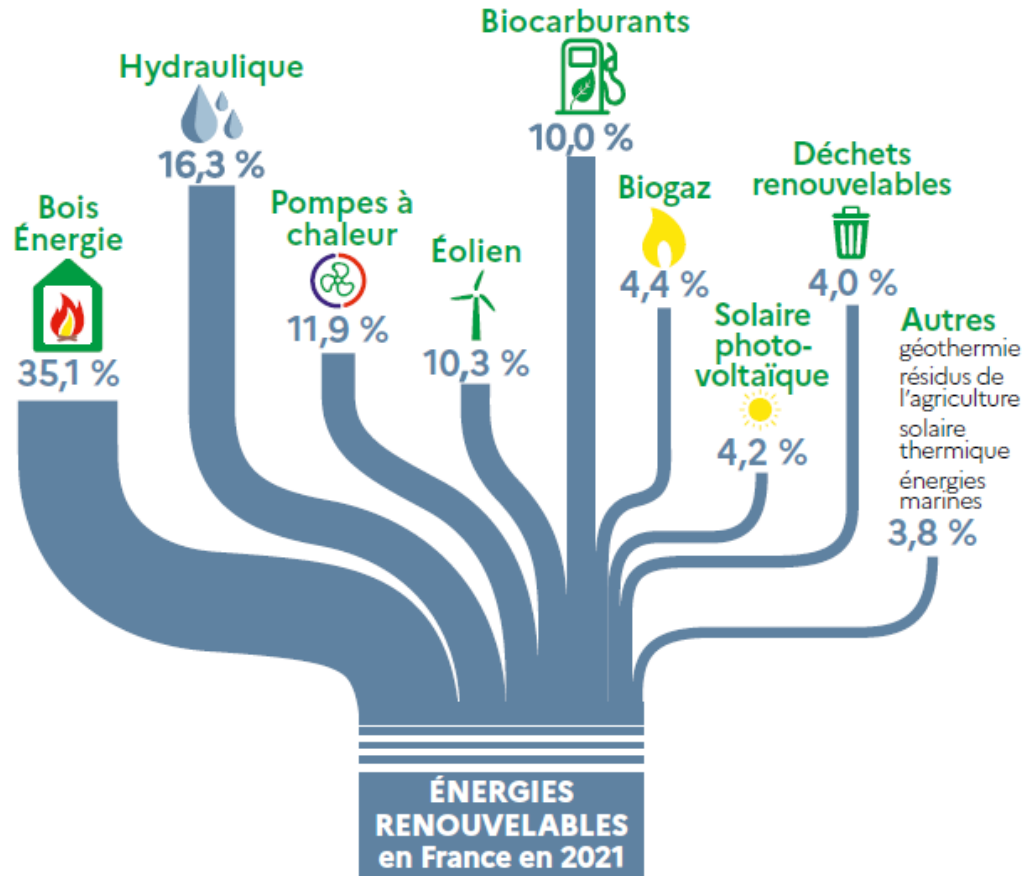 Bois
Énergie
35,1 %
Hydraulique
16,3 %
Pompes à
chaleur
11,9 %
Éolien
10,3 %
Biocarburants
10,0 %
Biogaz
4,4 %
Solaire
photo-
voltaïque
4,2 %
Déchets
renouvelables
4,0 %
Autres
géothermie
résidus de
l'agriculture
solaire
thermique
énergies
marines
3,8 %
ÉNERGIES
RENOUVELABLES
en France en 2021